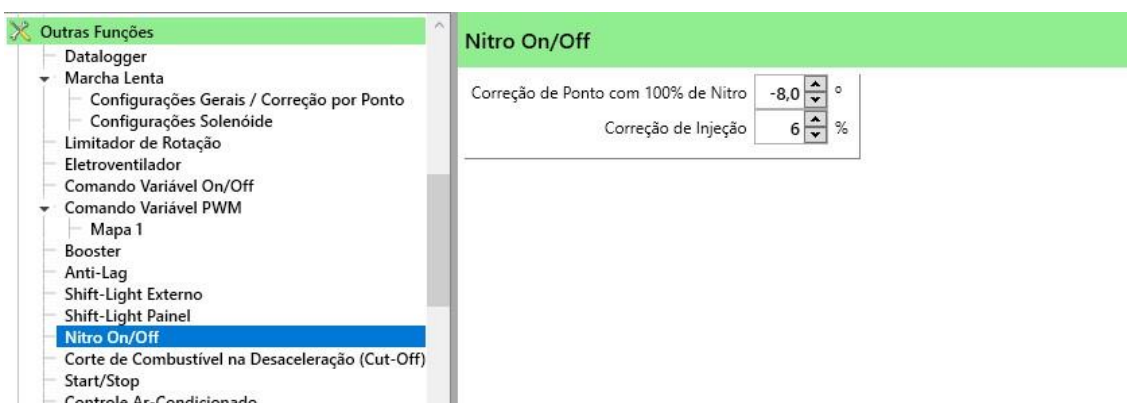 Outras Funções
Datalogger
Marcha Lenta
Configurações Gerais / Correção por Ponto
Configurações Solenóide
Limitador de Rotação
Eletroventilador
Comando Variável On/Off
Comando Variável PWM
Mapa 1
Booster
Anti-Lag
Shift-Light Externo
Shift-Light Painel
Nitro On/Off
Corte de Combustível na Desaceleração (Cut-Off)
Start/Stop
Controle Ar-Condicionado
Nitro On/Off
Correção de Ponto com 100% de Nitro -8,0 °
Correção de Injeção 6 %